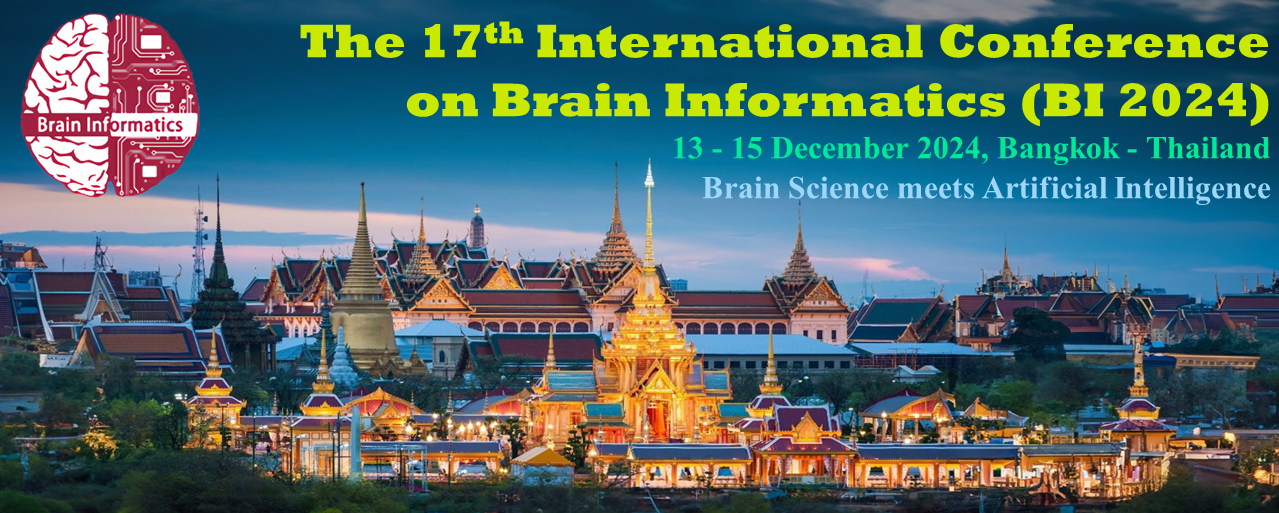 Brain Informatics
The 17th International Conference
on Brain Informatics (BI 2024)
13 - 15 December 2024, Bangkok - Thailand
Brain Science meets Artificial Intelligence